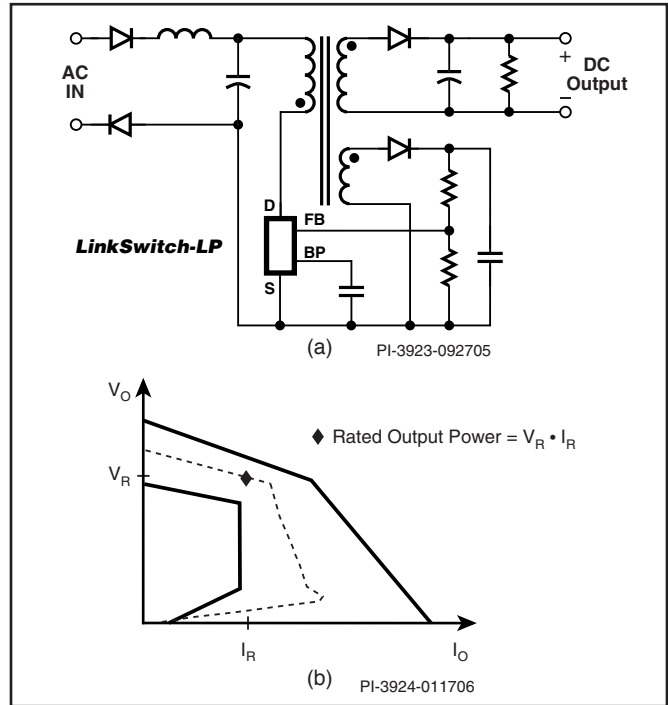 AC
IN
+
DC
Output
–
D
FB
LinkSwitch-LP
BP
S
(a)
PI-3923-092705
VO
♦ Rated Output Power = VR • IR
VR
IR
IO
(b)
PI-3924-011706